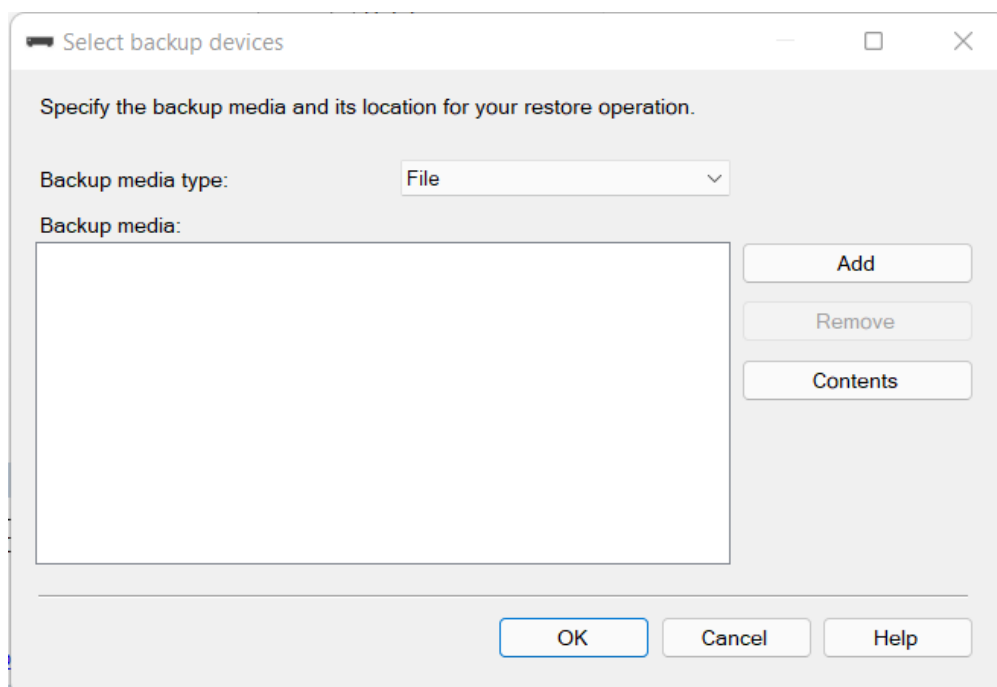 Select backup devices
Specify the backup media and its location for your restore operation.
Backup media type:
File
Backup media:
Add
Remove
Contents
OK
Cancel
Help